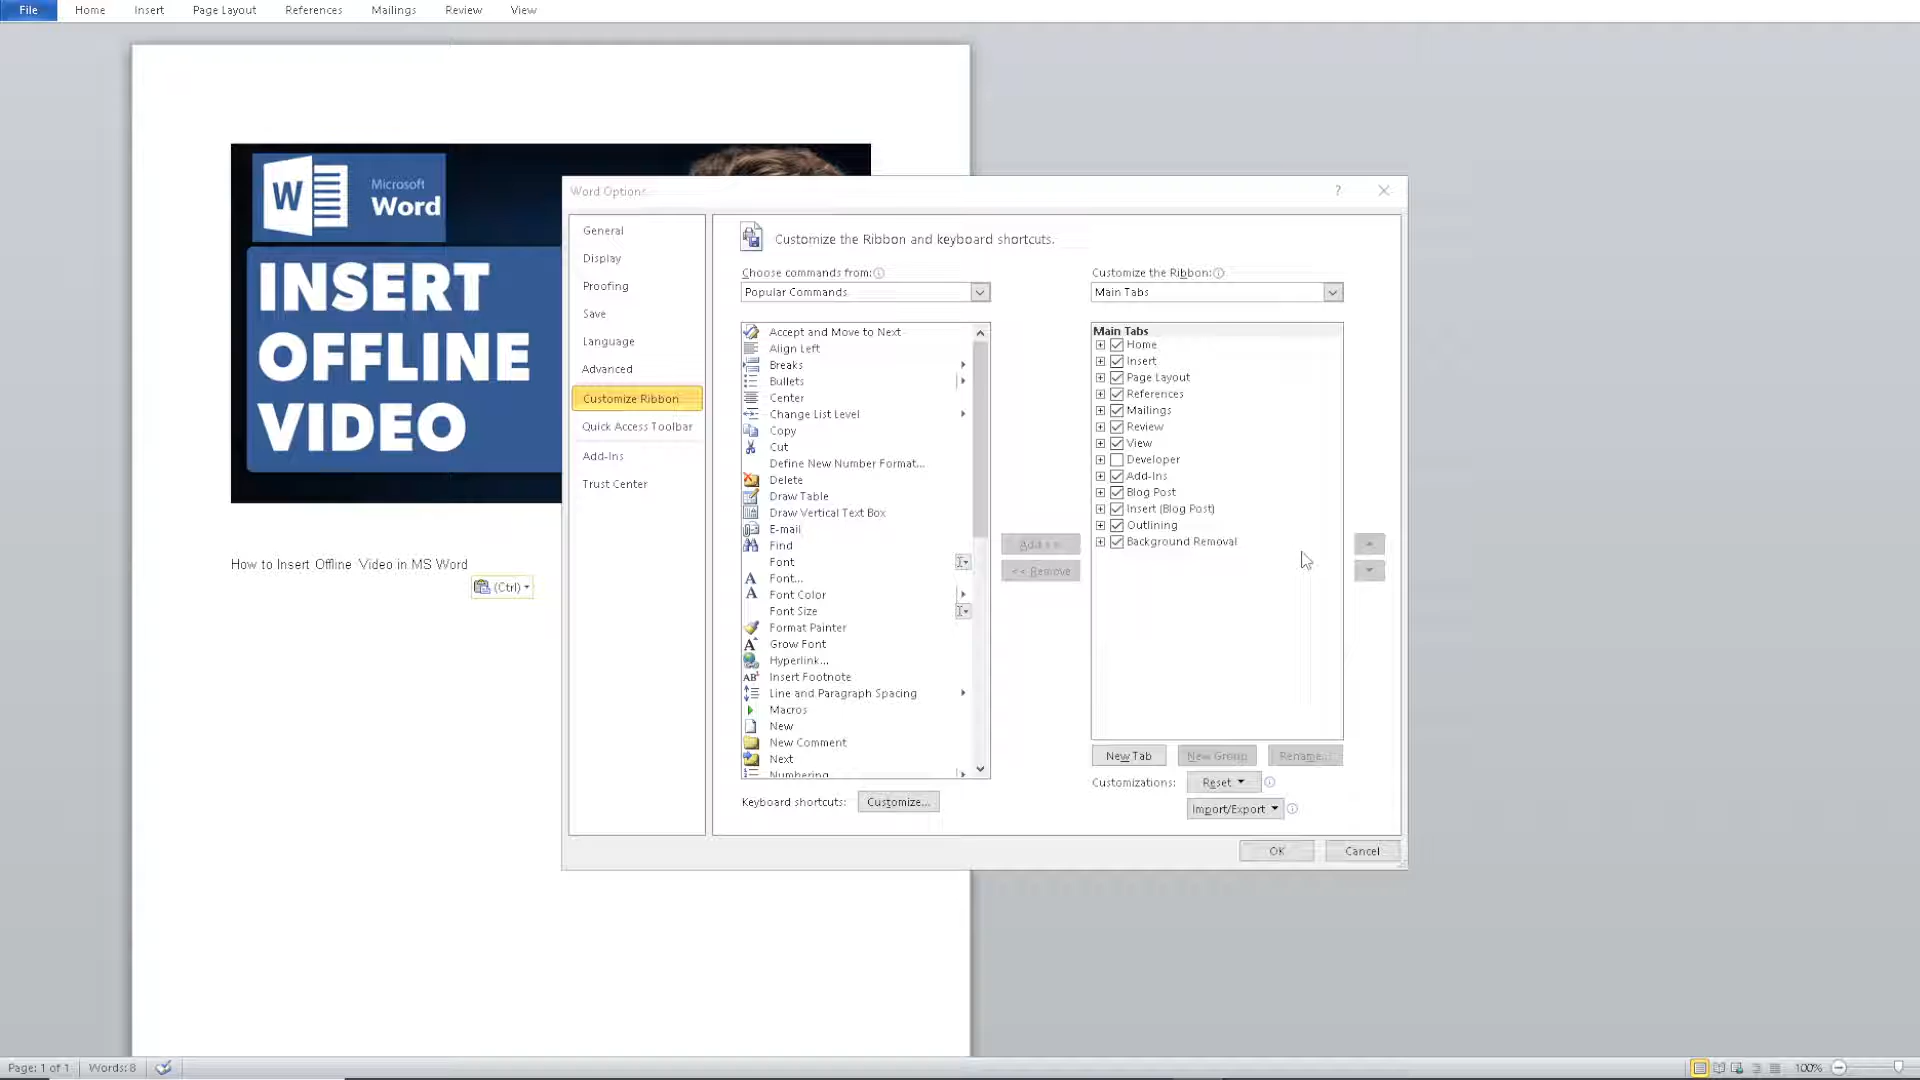 File Home Insert Page Layout References Mailings Review View
Microsoft
Word
INSERT
OFFLINE
VIDEO
How to Insert Offline Video in MS Word
(Ctrl)
Word Options
General
Display
Proofing
Save
Language
Advanced
Customize Ribbon
Quick Access Toolbar
Add-Ins
Trust Center
Customize the Ribbon and keyboard shortcuts.
Choose commands from:
Popular Commands
Accept and Move to Next
Align Left
Breaks
Bullets
Center
Change List Level
Copy
Cut
Define New Number Format...
Delete
Draw Table
Draw Vertical Text Box
E-mail
Find
Font
Font...
Font Color
Font Size
Format Painter
Grow Font
Hyperlink...
Insert Footnote
Line and Paragraph Spacing
Macros
New
New Comment
Next
Numbering
Keyboard shortcuts: Customize...
Add >>
<< Remove
Customize the Ribbon:
Main Tabs
Main Tabs
Home
Insert
Page Layout
References
Mailings
Review
View
Developer
Add-Ins
Blog Post
Insert (Blog Post)
Outlining
Background Removal
New Tab New Group Rename...
Customizations: Reset
Import/Export
OK Cancel
Page: 1 of 1 Words: 8 100%